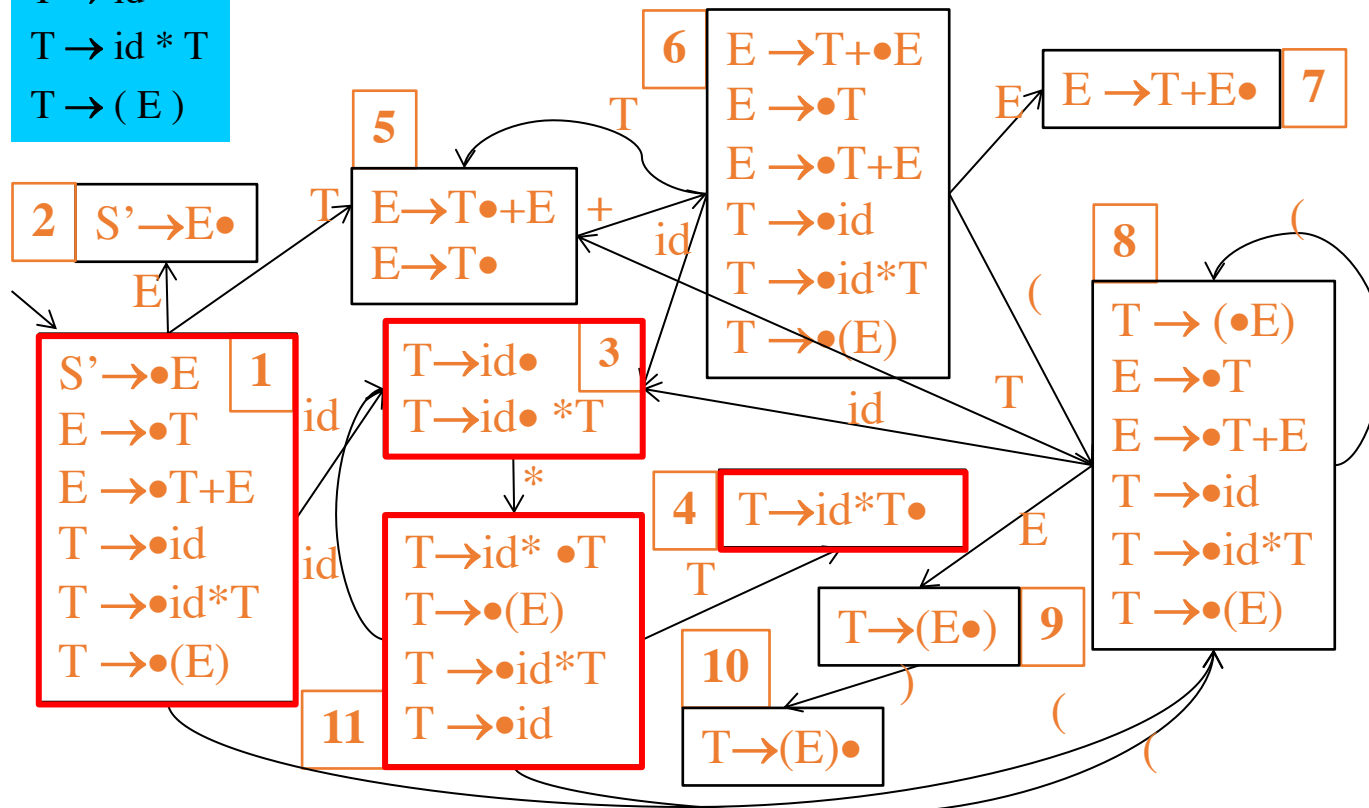 T → id
T → id * T
T → ( E )
6
E →T+•E
E →•T
E →•T+E
T →•id
T →•id*T
T →•(E)
E
E →T+E•
7
5
T
E→T•+E
E→T•
+
id
2
S’→E•
E
T
8
(
T → (•E)
E →•T
E →•T+E
T →•id
T →•id*T
T →•(E)
(
T
1
S’→•E
E →•T
E →•T+E
T →•id
T →•id*T
T →•(E)
id
3
T→id•
T→id• *T
id
*
4
T→id*T•
T
E
id
11
T→id* •T
T→•(E)
T →•id*T
T →•id
T→(E•)
9
)
10
T→(E)•
(
(